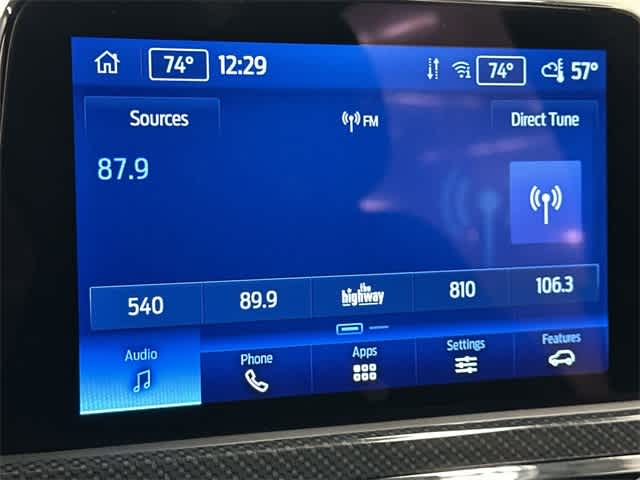 74° 12:29 74° 57°
Sources FM Direct Tune
87.9
540 89.9 the highway 810 106.3
Audio Phone Apps Settings Features